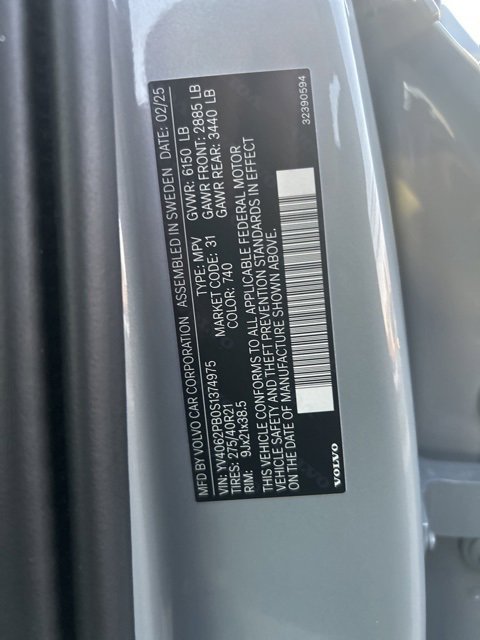 MFD BY VOLVO CAR CORPORATION ASSEMBLED IN SWEDEN DATE: 02/25
VIN: YV4062PB0S1374975 TYPE: MPV GVWR: 6150 LB
TIRES: 275/40R21 MARKET CODE: 31 GAWR FRONT: 2885 LB
RIM: 9Jx21x38.5 COLOR: 740 GAWR REAR: 3440 LB
THIS VEHICLE CONFORMS TO ALL APPLICABLE FEDERAL MOTOR
VEHICLE SAFETY AND THEFT PREVENTION STANDARDS IN EFFECT
ON THE DATE OF MANUFACTURE SHOWN ABOVE.
VOLVO
32390594